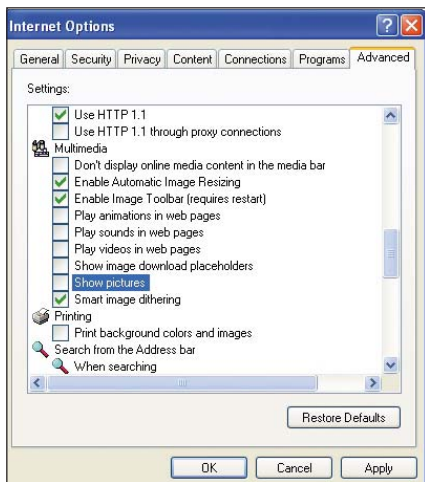 Internet Options
General Security Privacy Content Connections Programs Advanced
Settings:
Use HTTP 1.1
Use HTTP 1.1 through proxy connections
Multimedia
Don't display online media content in the media bar
Enable Automatic Image Resizing
Enable Image Toolbar (requires restart)
Play animations in web pages
Play sounds in web pages
Play videos in web pages
Show image download placeholders
Show pictures
Smart image dithering
Printing
Print background colors and images
Search from the Address bar
When searching
Restore Defaults
OK Cancel Apply